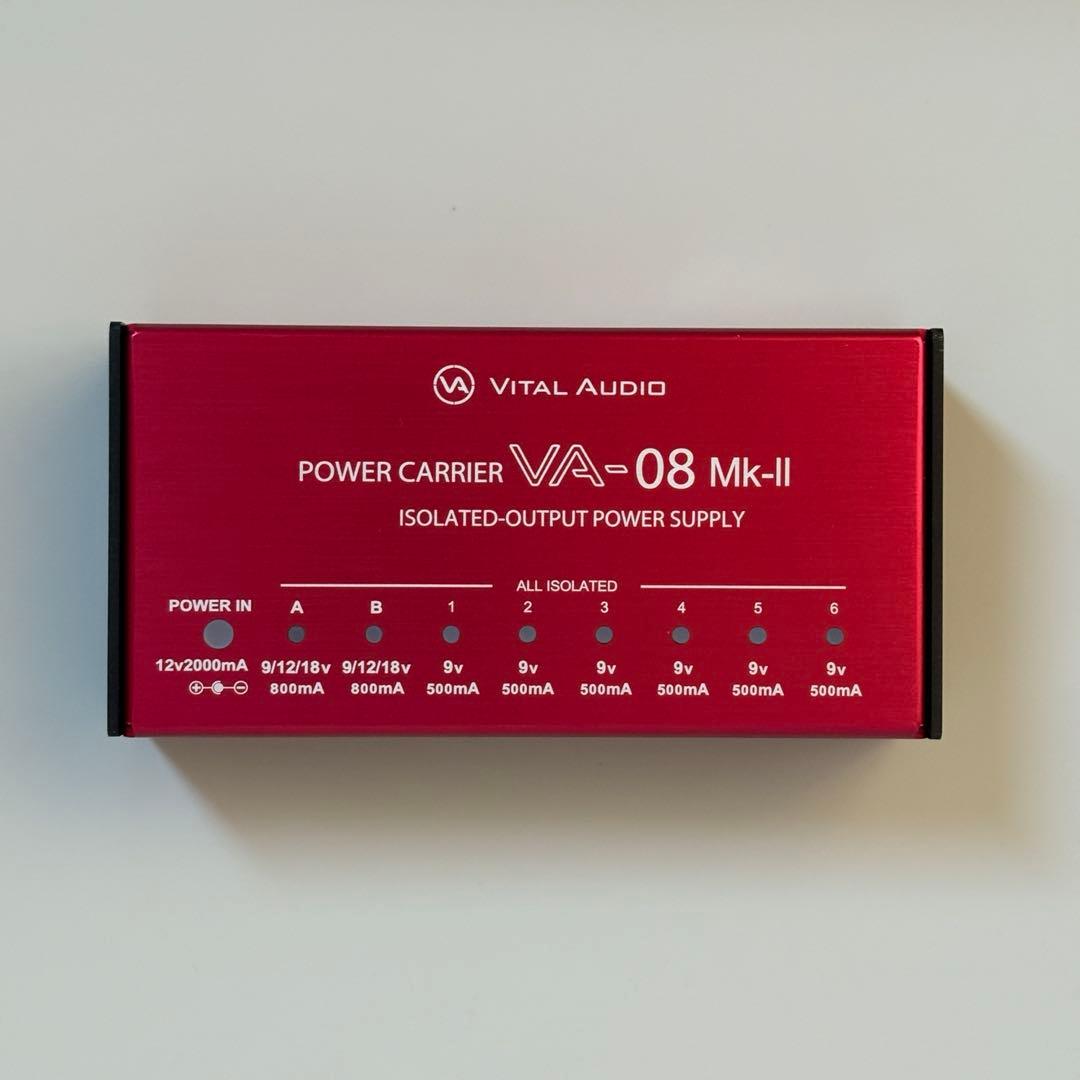 VA VITAL AUDIO
POWER CARRIER VA-08 Mk-II
ISOLATED-OUTPUT POWER SUPPLY
ALL ISOLATED
POWER IN A B 1 2 3 4 5 6
12v2000mA 9/12/18v 9/12/18v 9v 9v 9v 9v 9v 9v
800mA 800mA 500mA 500mA 500mA 500mA 500mA 500mA